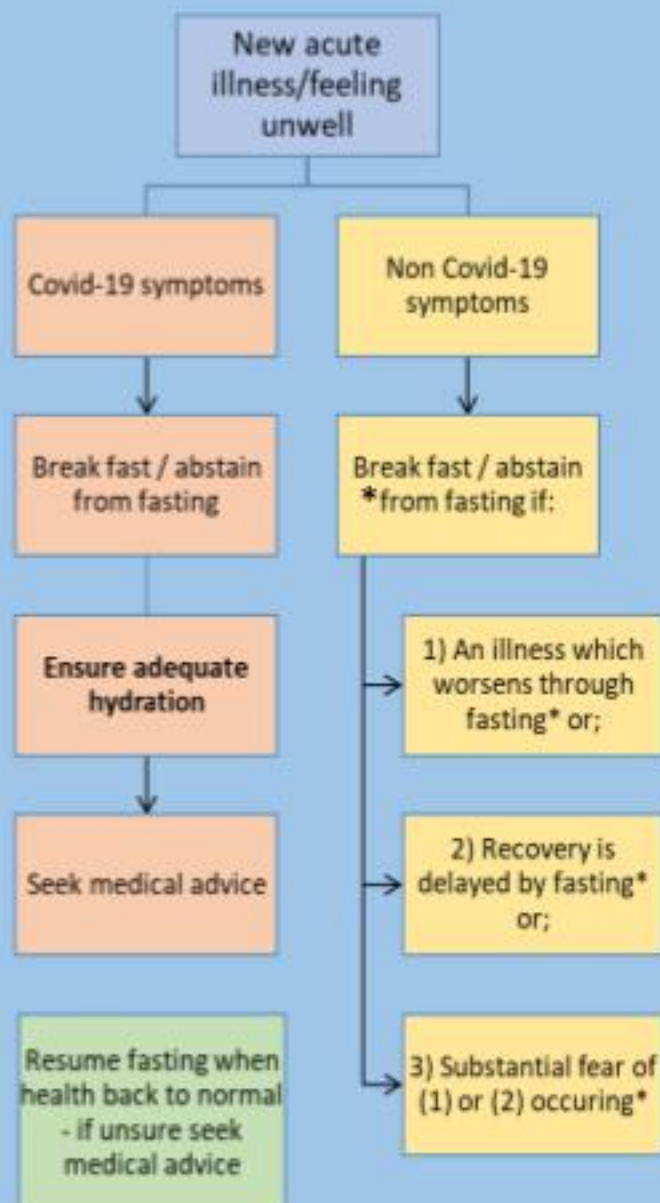 New acute
illness/feeling
unwell
Covid-19 symptoms
Break fast / abstain
from fasting
Ensure adequate
hydration
Seek medical advice
Resume fasting when
health back to normal
- if unsure seek
medical advice
Non Covid-19
symptoms
Break fast / abstain
*from fasting if:
1) An illness which
worsens through
fasting* or;
2) Recovery is
delayed by fasting*
or;
3) Substantial fear of
(1) or (2) occuring*